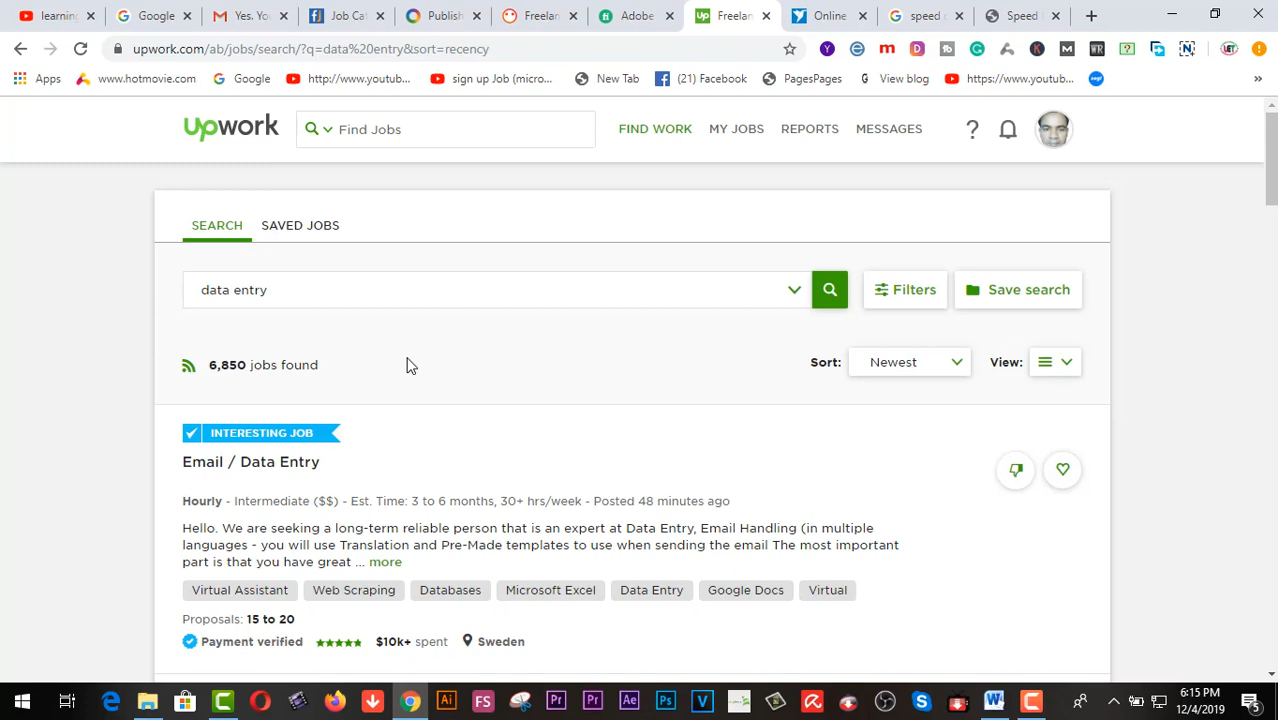 learning
Google
Yes. You
Job Cat
Publish
Freelan
Adobe
Freelan
Online
speed c
Speed
upwork.com/ab/jobs/search/?q=data%20entry&sort=recency
Apps www.hotmovie.com Google http://www.youtub... sign up Job (micro... New Tab (21) Facebook PagesPages View blog https://www.youtub... »
Upwork Find Jobs FIND WORK MY JOBS REPORTS MESSAGES ?
SEARCH SAVED JOBS
data entry Filters Save search
6,850 jobs found Sort: Newest View:
INTERESTING JOB
Email / Data Entry
Hourly - Intermediate ($$) - Est. Time: 3 to 6 months, 30+ hrs/week - Posted 48 minutes ago
Hello. We are seeking a long-term reliable person that is an expert at Data Entry, Email Handling (in multiple
languages - you will use Translation and Pre-Made templates to use when sending the email The most important
part is that you have great ... more
Virtual Assistant Web Scraping Databases Microsoft Excel Data Entry Google Docs Virtual
Proposals: 15 to 20
Payment verified $10k+ spent Sweden
6:15 PM
12/4/2019